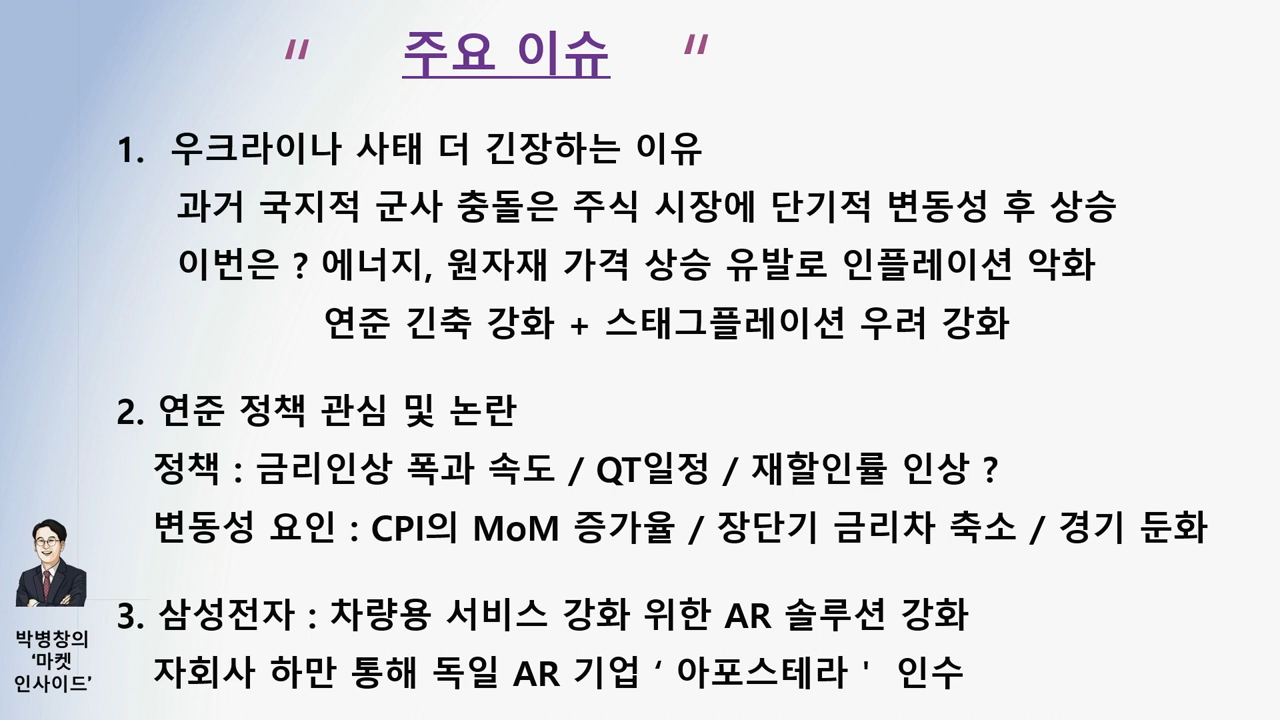 " 주요 이슈 "
1. 우크라이나 사태 더 긴장하는 이유
과거 국지적 군사 충돌은 주식 시장에 단기적 변동성 후 상승
이번은 ? 에너지, 원자재 가격 상승 유발로 인플레이션 악화
연준 긴축 강화 + 스태그플레이션 우려 강화
2. 연준 정책 관심 및 논란
정책 : 금리인상 폭과 속도 / QT일정 / 재할인률 인상 ?
변동성 요인 : CPI의 MoM 증가율 / 장단기 금리차 축소 / 경기 둔화
3. 삼성전자 : 차량용 서비스 강화 위한 AR 솔루션 강화
자회사 하만 통해 독일 AR 기업 ‘ 아포스테라 ' 인수
박병창의
‘마켓
인사이드’